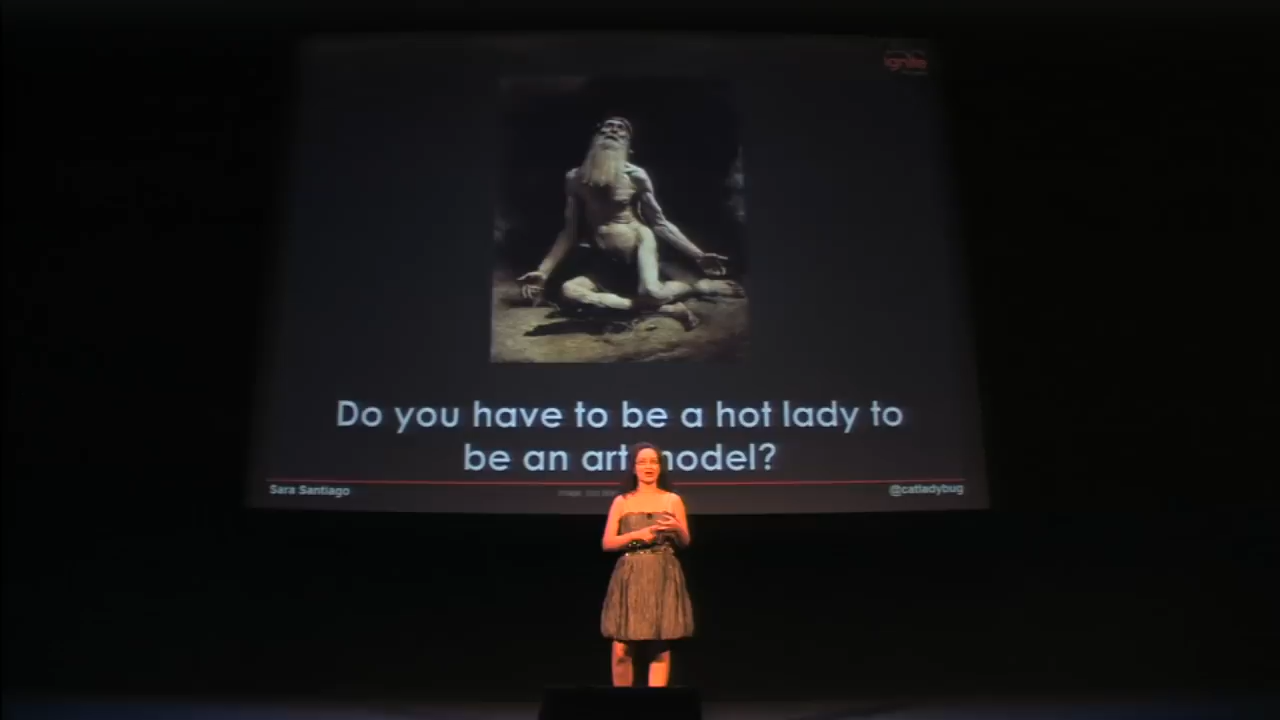 ignite
Do you have to be a hot lady to
be an art model?
Sara Santiago
@catladybug